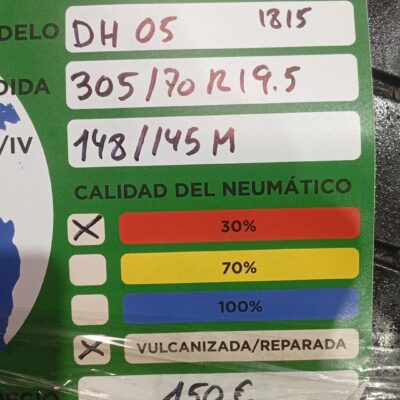 DELO DH 05 1815
DIDA 305/70 R19.5
/IV 148/145 M
CALIDAD DEL NEUMÁTICO
X 30%
70%
100%
X VULCANIZADA/REPARADA
150 €